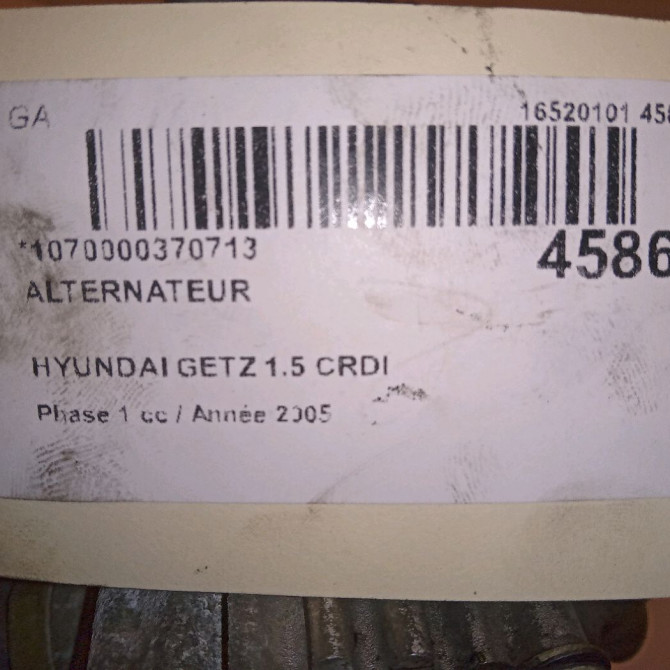 GA 16520101 458
*1070000370713 4586
ALTERNATEUR
HYUNDAI GETZ 1.5 CRDI
Phase 1 cc / Année 2005